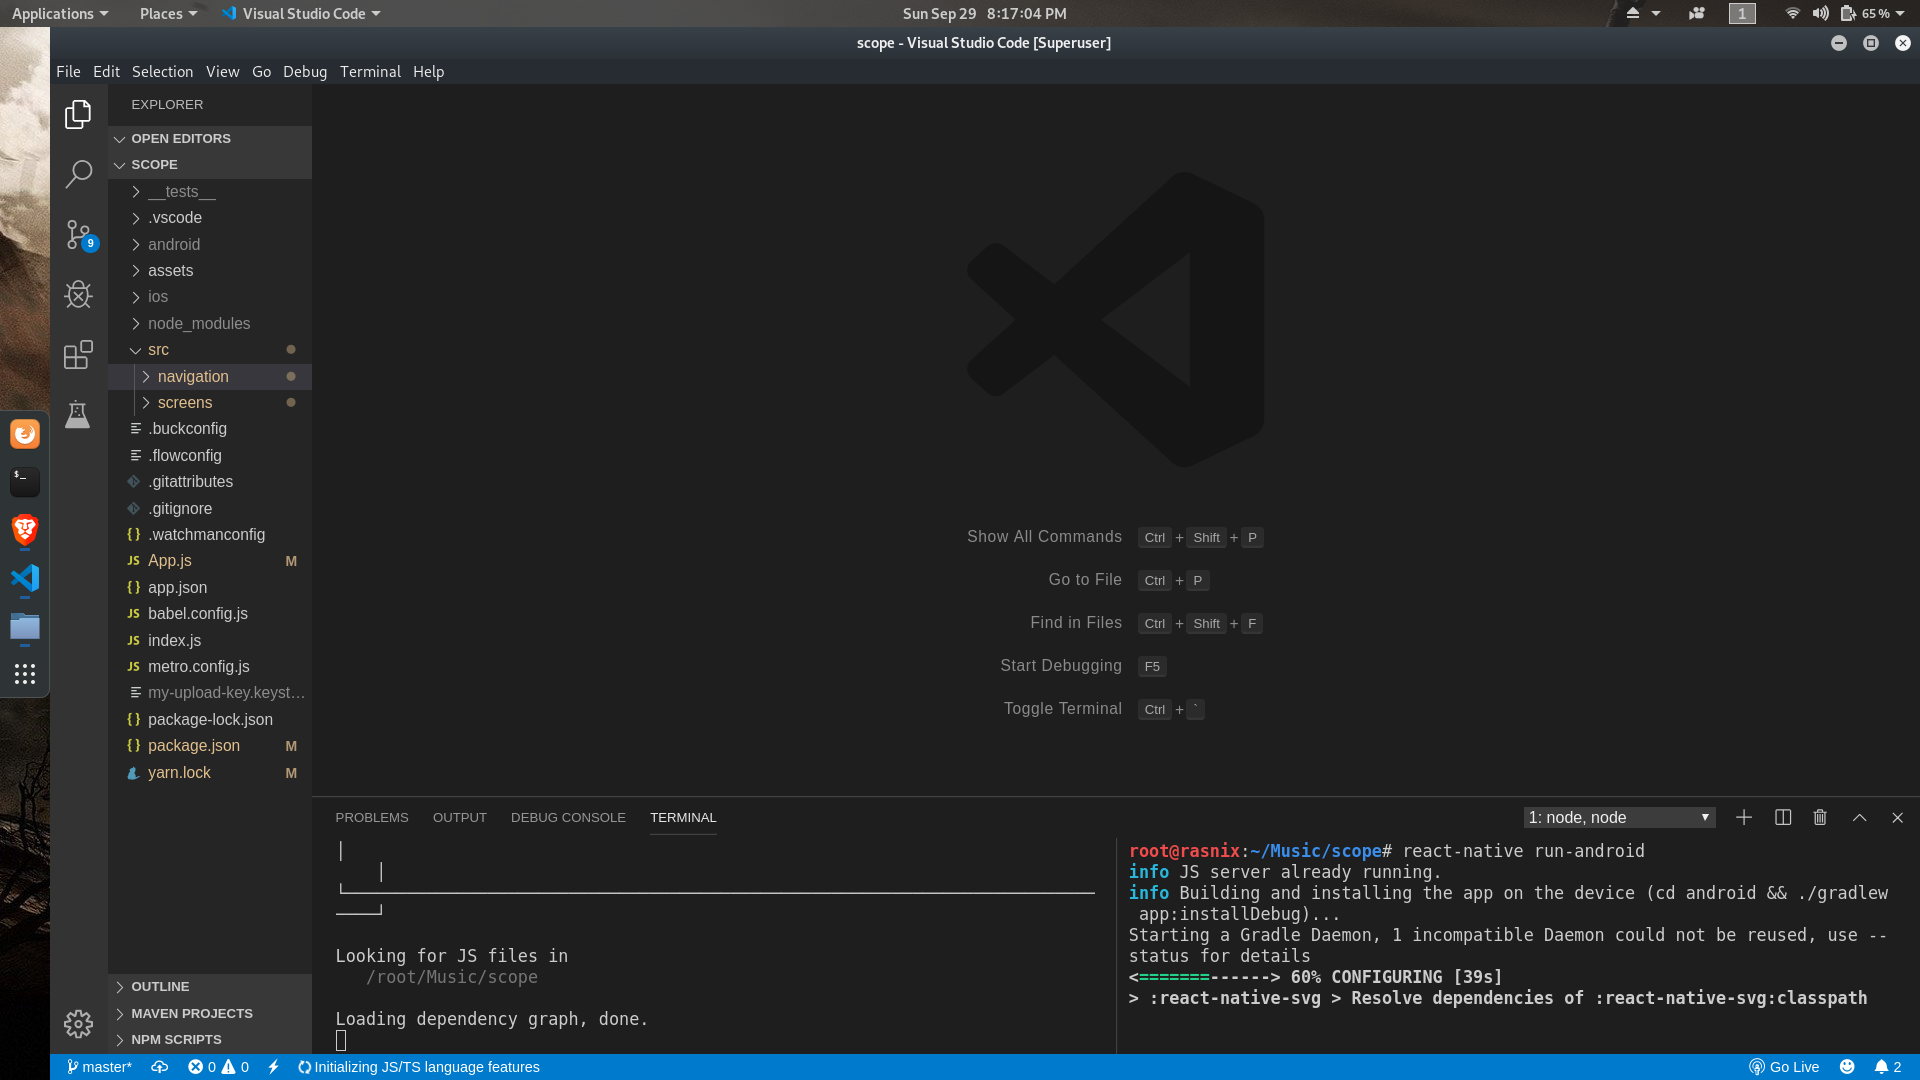 Applications Places Visual Studio Code Sun Sep 29 8:17:04 PM 1 65 %
scope - Visual Studio Code [Superuser]
File Edit Selection View Go Debug Terminal Help
EXPLORER
OPEN EDITORS
SCOPE
__tests__
.vscode
9
android
assets
ios
node_modules
src
navigation
screens
.buckconfig
.flowconfig
.gitattributes
.gitignore
{} .watchmanconfig
JS App.js M
{} app.json
JS babel.config.js
JS index.js
JS metro.config.js
my-upload-key.keyst...
{} package-lock.json
{} package.json M
yarn.lock M
OUTLINE
MAVEN PROJECTS
NPM SCRIPTS
$_
Show All Commands Ctrl + Shift + P
Go to File Ctrl + P
Find in Files Ctrl + Shift + F
Start Debugging F5
Toggle Terminal Ctrl + `
PROBLEMS OUTPUT DEBUG CONSOLE TERMINAL 1: node, node
Looking for JS files in
/root/Music/scope
Loading dependency graph, done.
root@rasnix:~/Music/scope# react-native run-android
info JS server already running.
info Building and installing the app on the device (cd android && ./gradlew
app:installDebug)...
Starting a Gradle Daemon, 1 incompatible Daemon could not be reused, use --
status for details
<=======------> 60% CONFIGURING [39s]
> :react-native-svg > Resolve dependencies of :react-native-svg:classpath
master* 0 0 Initializing JS/TS language features Go Live 2